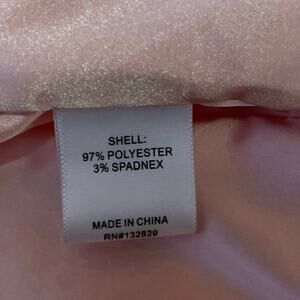 SHELL:
97% POLYESTER
3% SPADNEX
MADE IN CHINA
RN#132829